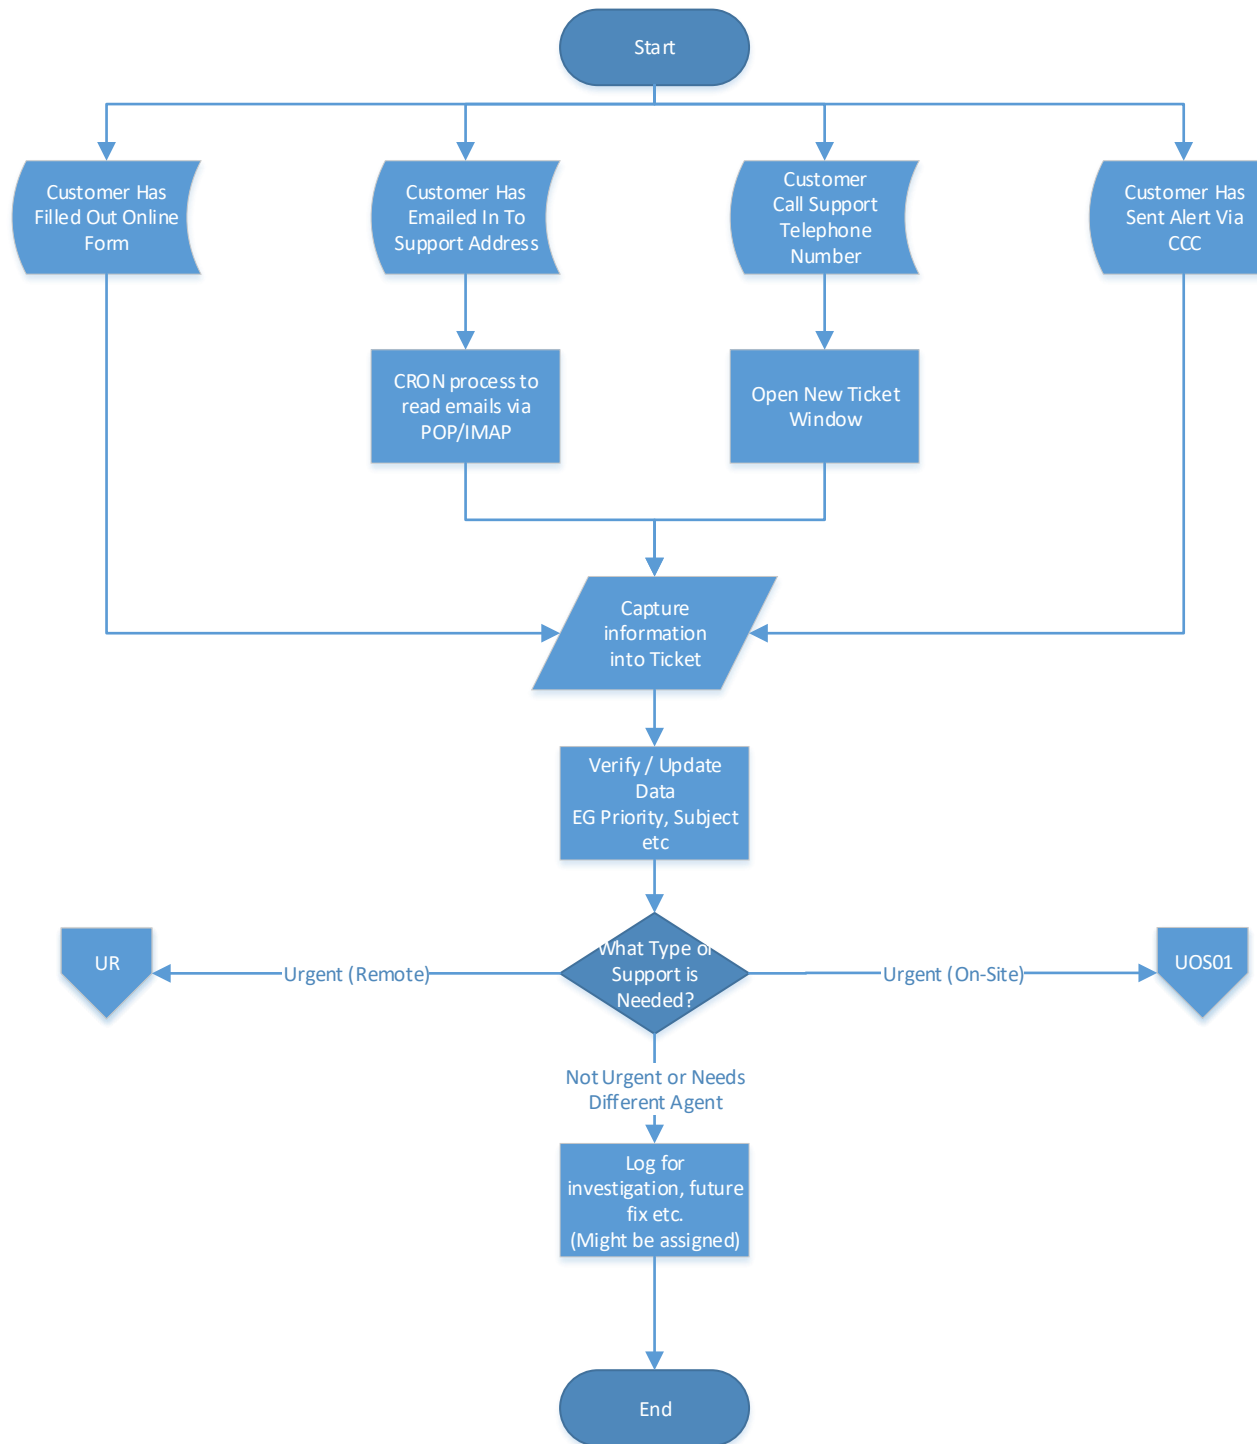 Start
Customer Has
Filled Out Online
Form
Customer Has
Emailed In To
Support Address
Customer
Call Support
Telephone
Number
Customer Has
Sent Alert Via
CCC
CRON process to
read emails via
POP/IMAP
Open New Ticket
Window
Capture
information
into Ticket
Verify / Update
Data
EG Priority, Subject
etc
UR
Urgent (Remote)
What Type of
Support is
Needed?
Urgent (On-Site)
UOS01
Not Urgent or Needs
Different Agent
Log for
investigation, future
fix etc.
(Might be assigned)
End